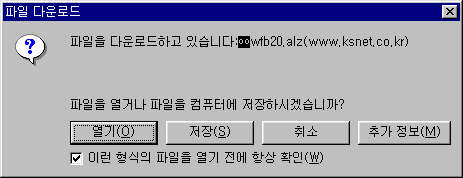 파일 다운로드
파일을 다운로드하고 있습니다:oowfb20.alz(www.ksnet.co.kr)
파일을 열거나 파일을 컴퓨터에 저장하시겠습니까?
열기(O) 저장(S) 취소 추가 정보(M)
이런 형식의 파일을 열기 전에 항상 확인(W)